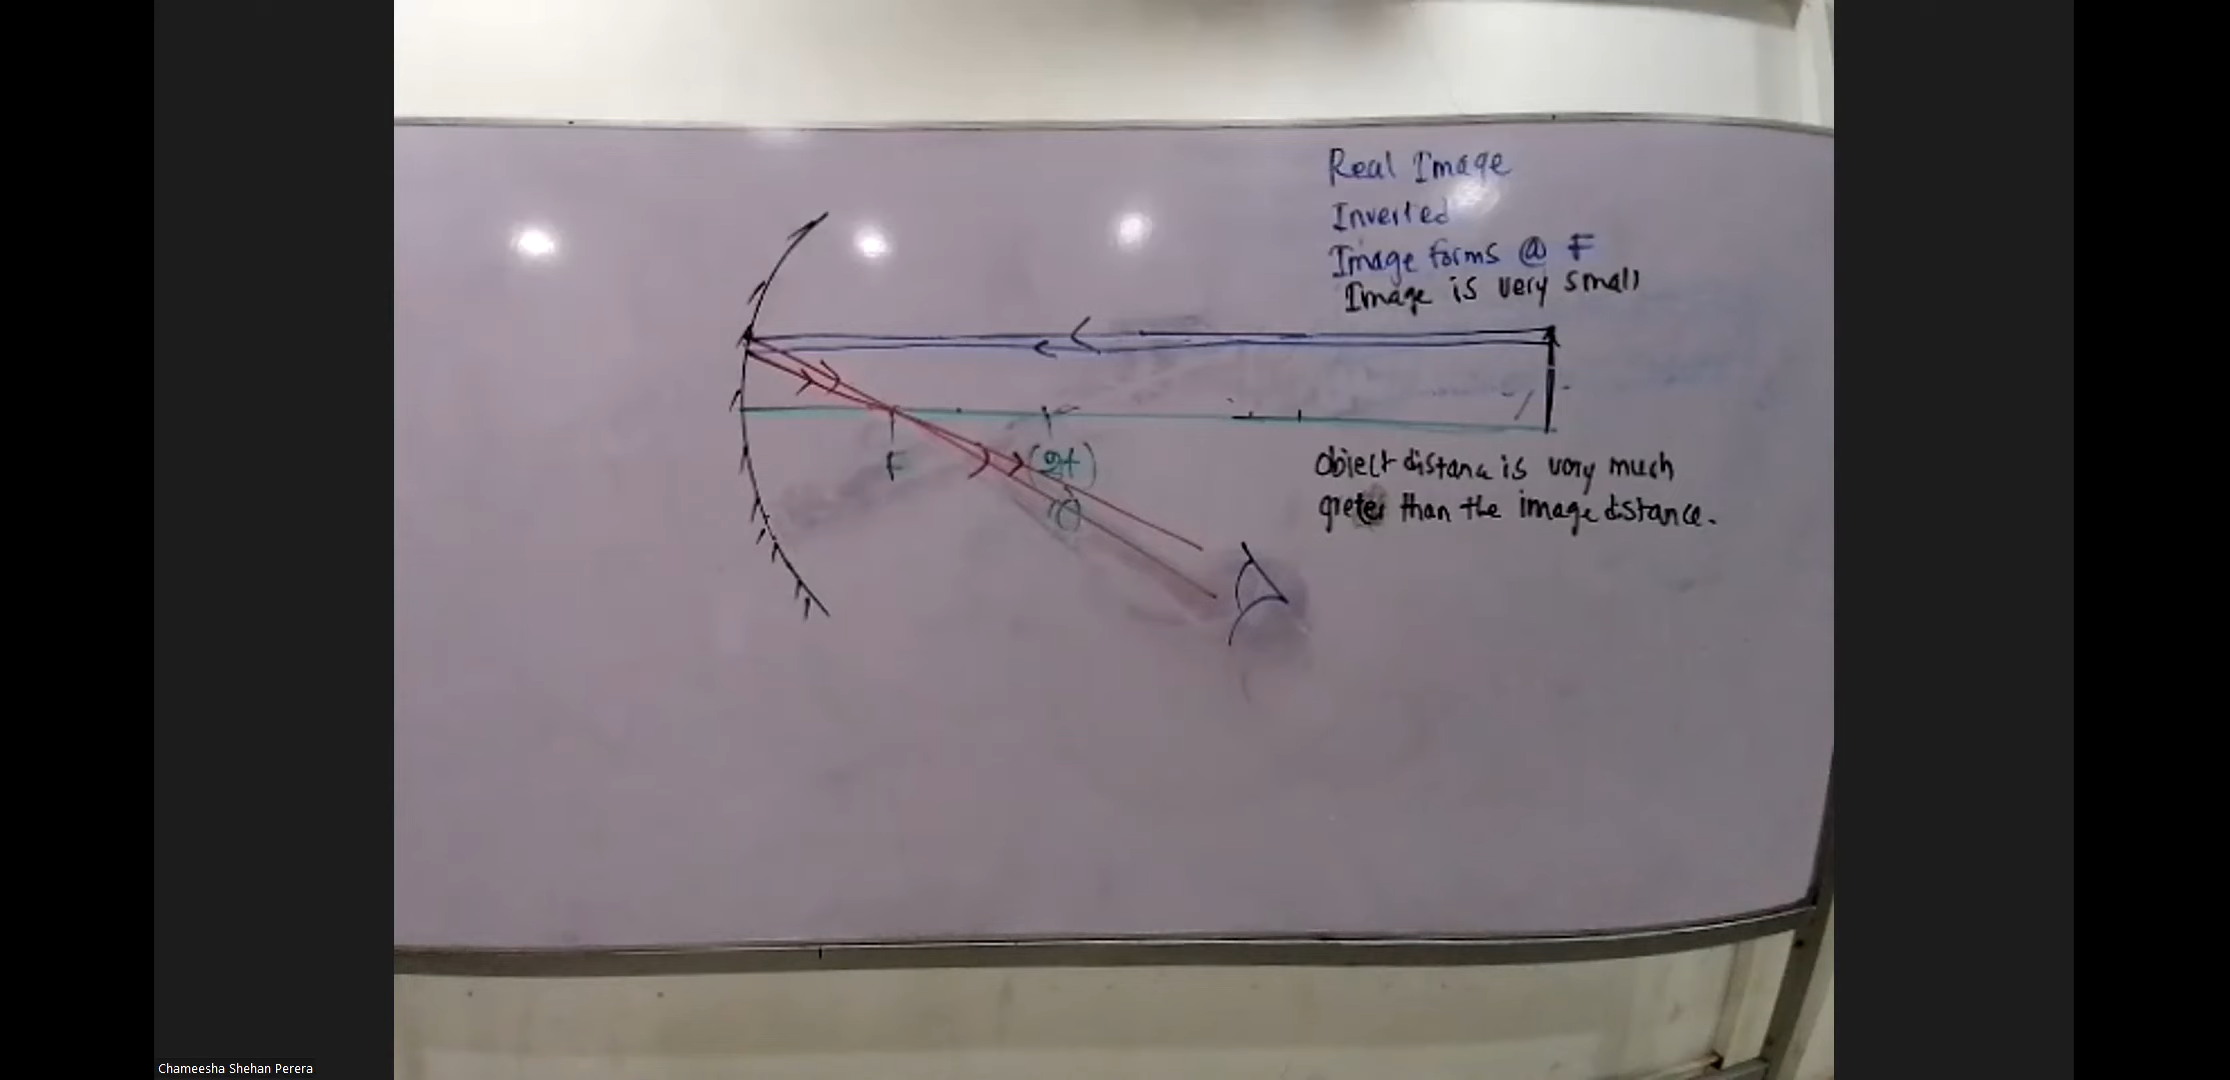 Real Image
Inverted
Image forms @ F
Image is very small
F
(2f)
C
Object distanc is very much
greter than the image distance.
Chameesha Shehan Perera